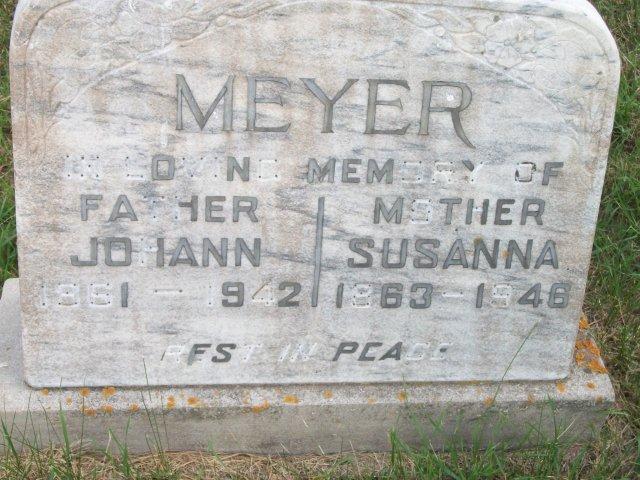 MEYER
IN LOVING MEMORY OF
FATHER MOTHER
JOHANN SUSANNA
1861 - 1942 1863 - 1946
REST IN PEACE